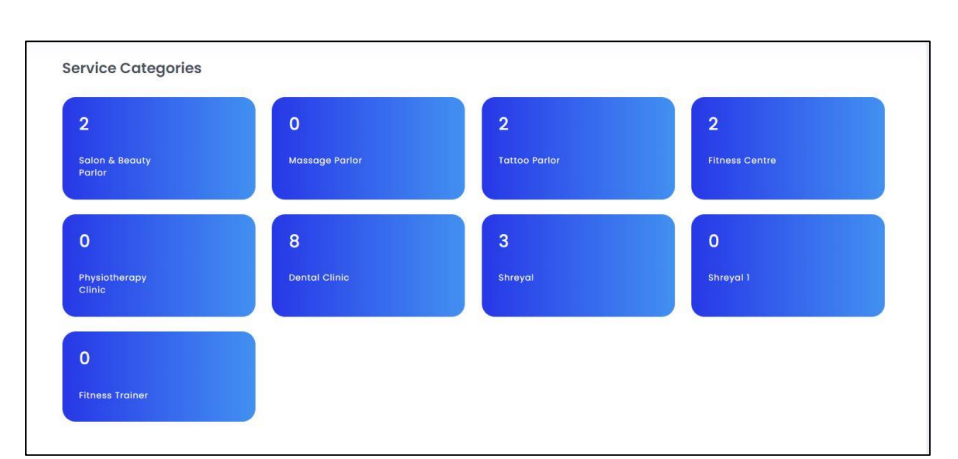 Service Categories
2
Salon & Beauty
Parlor
0
Massage Parlor
2
Tattoo Parlor
2
Fitness Centre
0
Physiotherapy
Clinic
8
Dental Clinic
3
Shreyal
0
Shreyal 1
0
Fitness Trainer